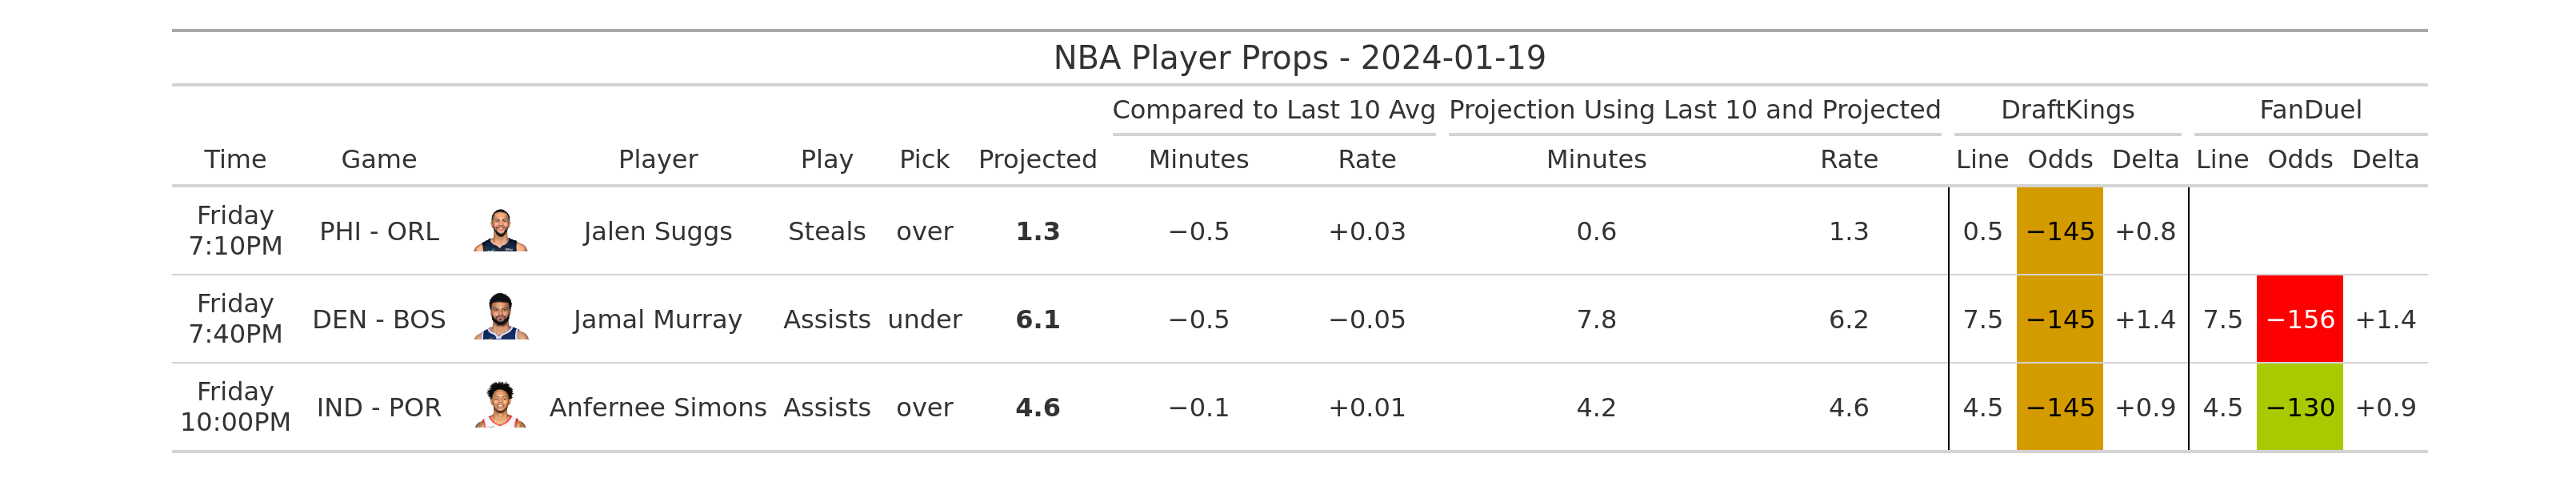 NBA Player Props - 2024-01-19
Compared to Last 10 Avg Projection Using Last 10 and Projected DraftKings FanDuel
Time Game Player Play Pick Projected Minutes Rate Minutes Rate Line Odds Delta Line Odds Delta
Friday
7:10PM PHI - ORL Jalen Suggs Steals over 1.3 −0.5 +0.03 0.6 1.3 0.5 −145 +0.8
Friday
7:40PM DEN - BOS Jamal Murray Assists under 6.1 −0.5 −0.05 7.8 6.2 7.5 −145 +1.4 7.5 −156 +1.4
Friday
10:00PM IND - POR Anfernee Simons Assists over 4.6 −0.1 +0.01 4.2 4.6 4.5 −145 +0.9 4.5 −130 +0.9